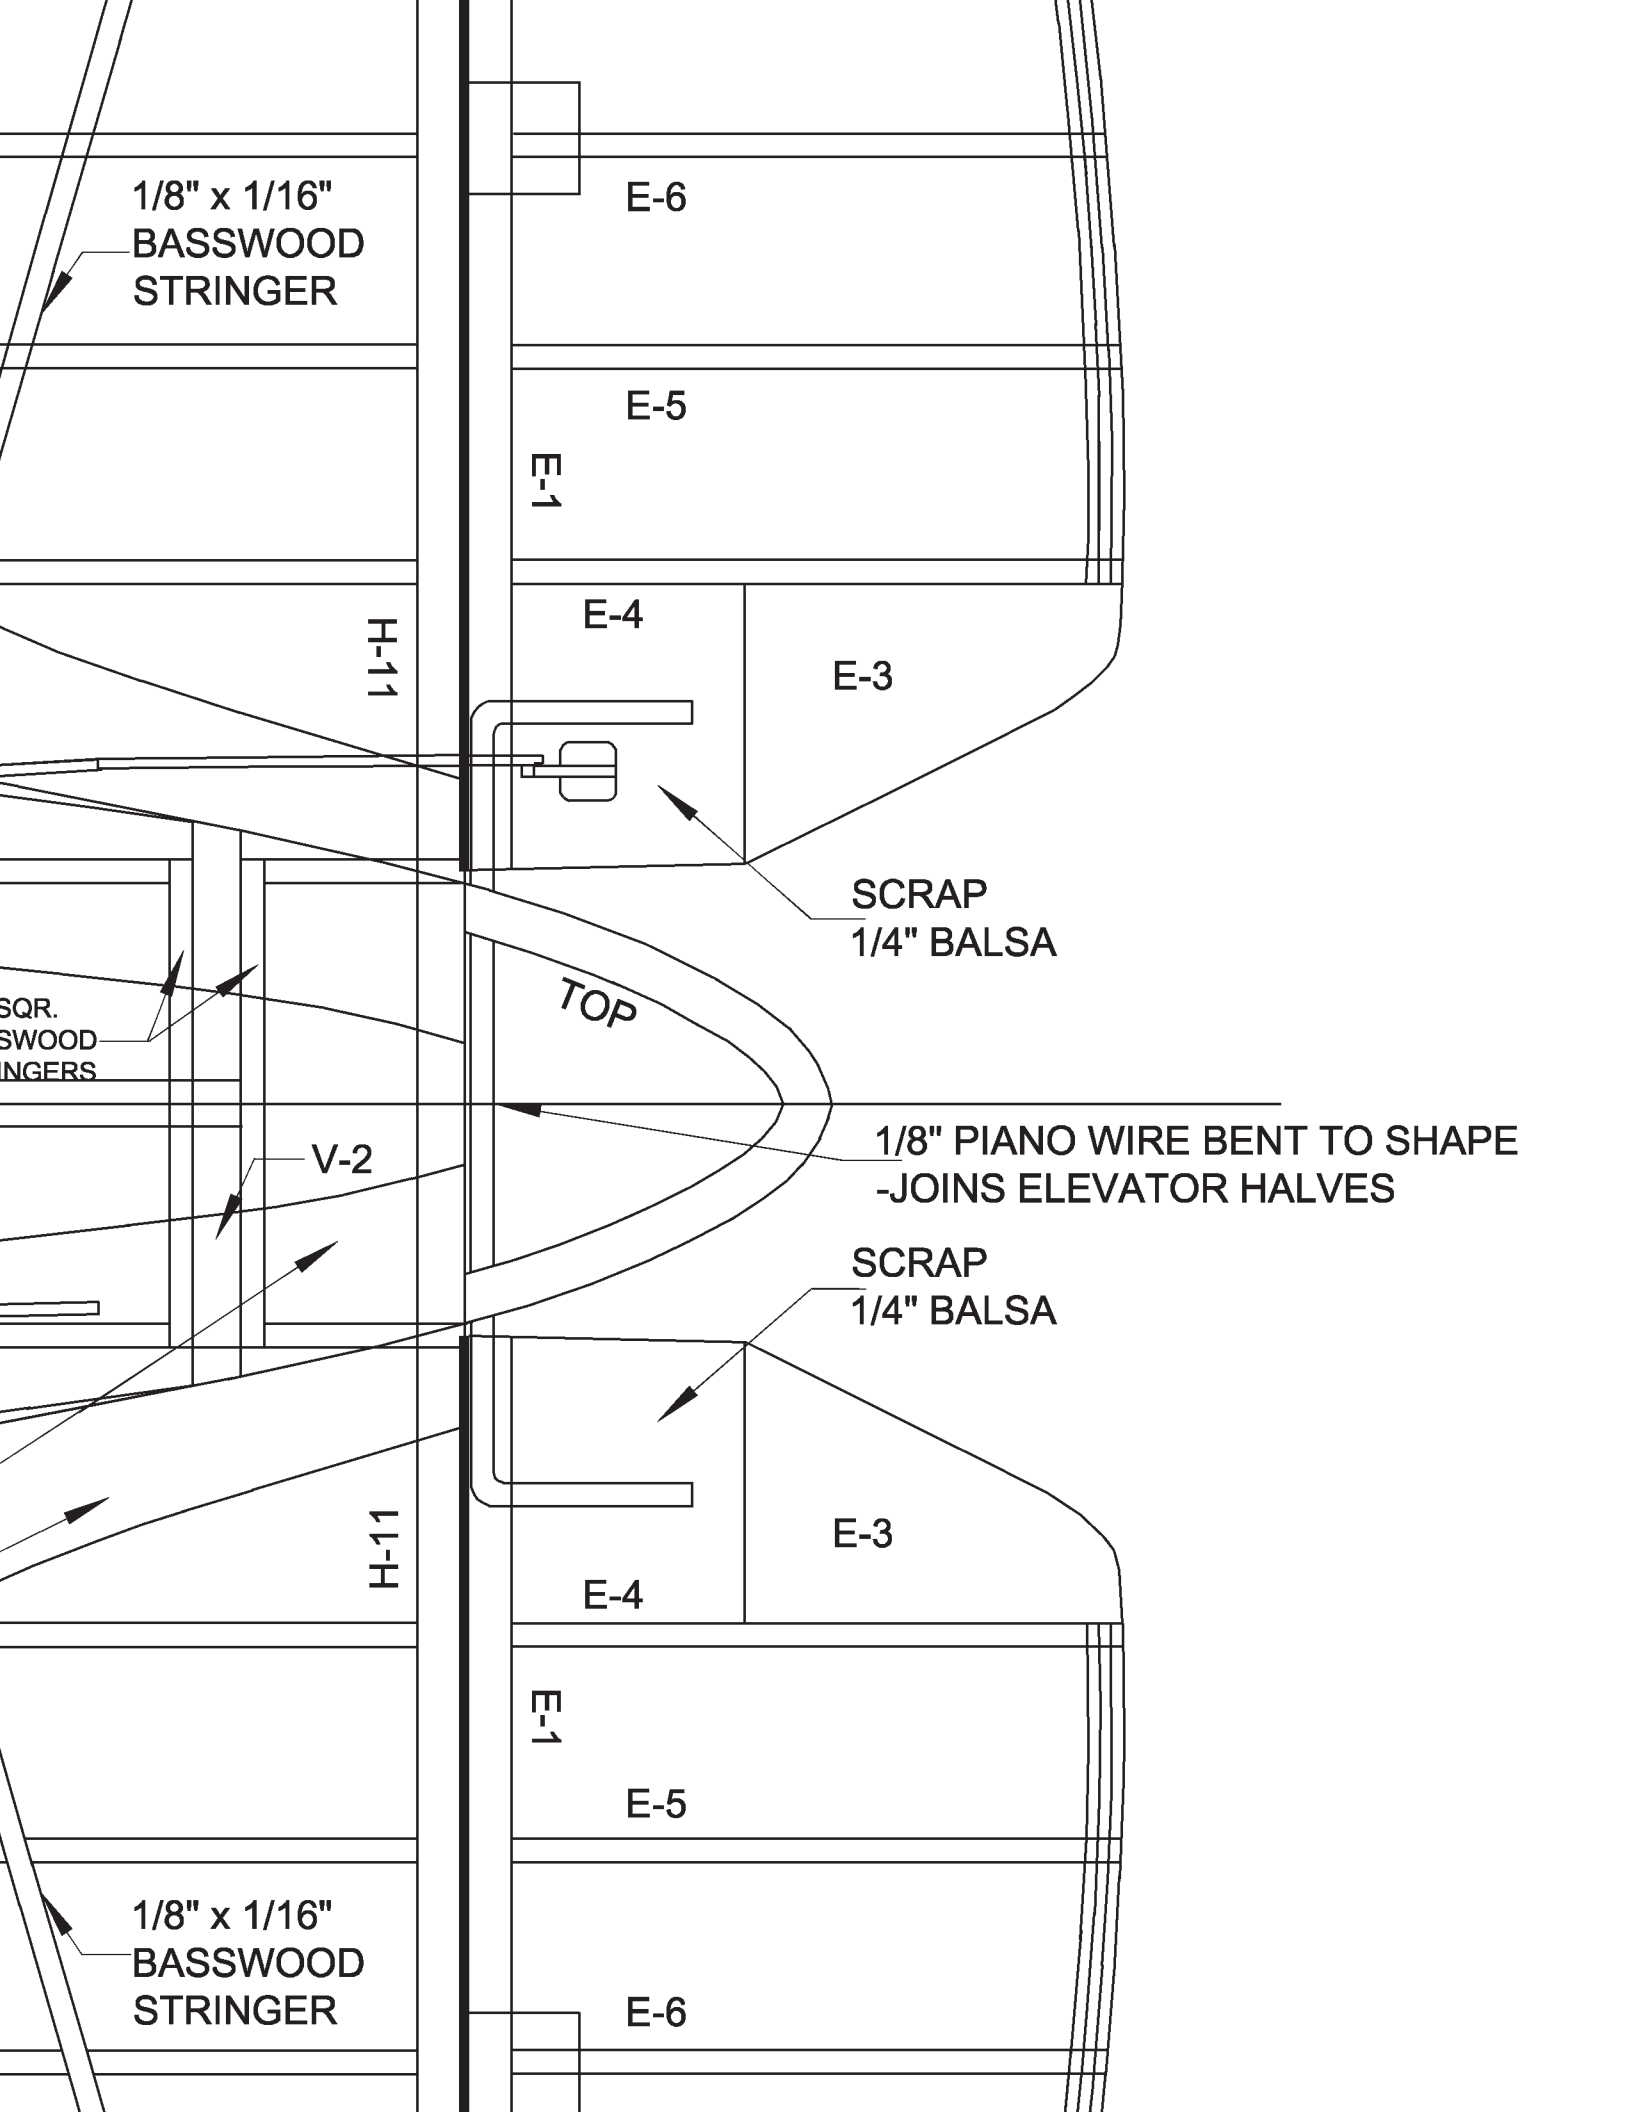 1/8" x 1/16"
BASSWOOD
STRINGER
E-6
E-5
E-1
E-4
H-11
E-3
SCRAP
1/4" BALSA
TOP
SQR.
SWOOD
INGERS
1/8" PIANO WIRE BENT TO SHAPE
-JOINS ELEVATOR HALVES
V-2
SCRAP
1/4" BALSA
H-11
E-3
E-4
E-1
E-5
1/8" x 1/16"
BASSWOOD
STRINGER
E-6